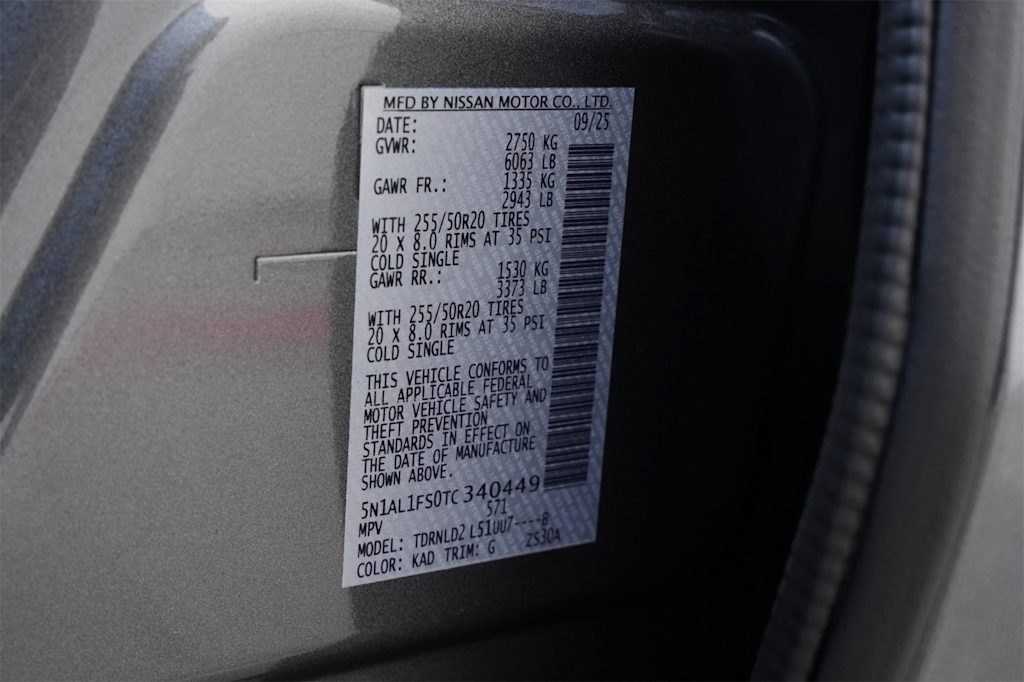 MFD BY NISSAN MOTOR CO., LTD.
DATE: 09/25
GVWR: 2750 KG
6063 LB
GAWR FR.: 1335 KG
2943 LB
WITH 255/50R20 TIRES
20 X 8.0 RIMS AT 35 PSI
COLD SINGLE
GAWR RR.: 1530 KG
3373 LB
WITH 255/50R20 TIRES
20 X 8.0 RIMS AT 35 PSI
COLD SINGLE
THIS VEHICLE CONFORMS TO
ALL APPLICABLE FEDERAL
MOTOR VEHICLE SAFETY AND
THEFT PREVENTION
STANDARDS IN EFFECT ON
THE DATE OF MANUFACTURE
SHOWN ABOVE.
5N1AL1FS0TC340449
MPV 571
MODEL: TDRNLD2 L51UU7----B
COLOR: KAD TRIM: G ZS30A